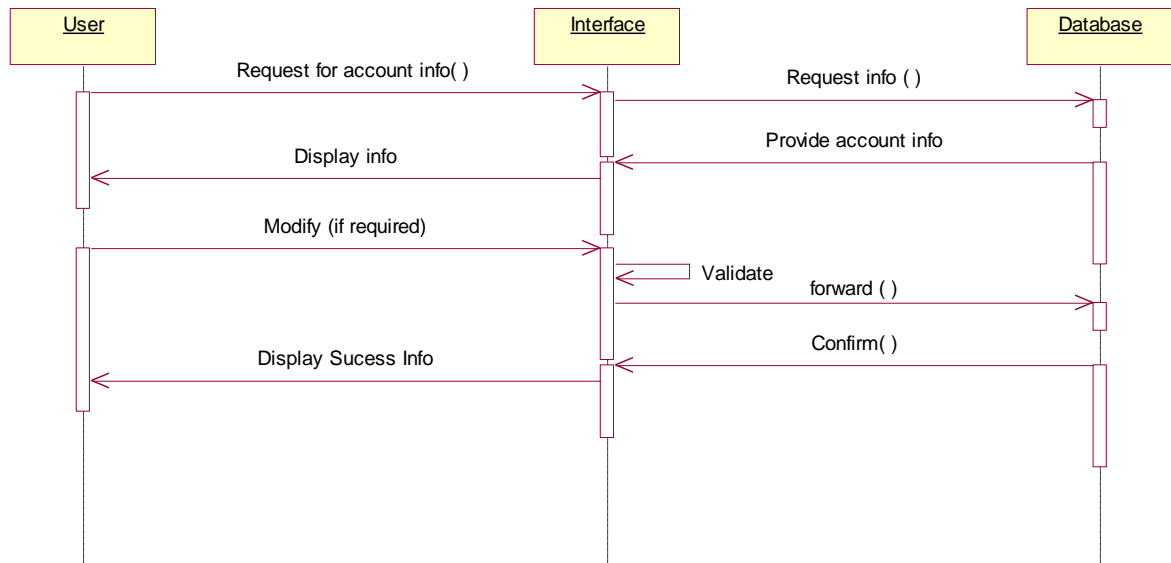 User
Interface
Database
Request for account info( )
Request info ( )
Provide account info
Display info
Modify (if required)
Validate
forward ( )
Confirm( )
Display Sucess Info